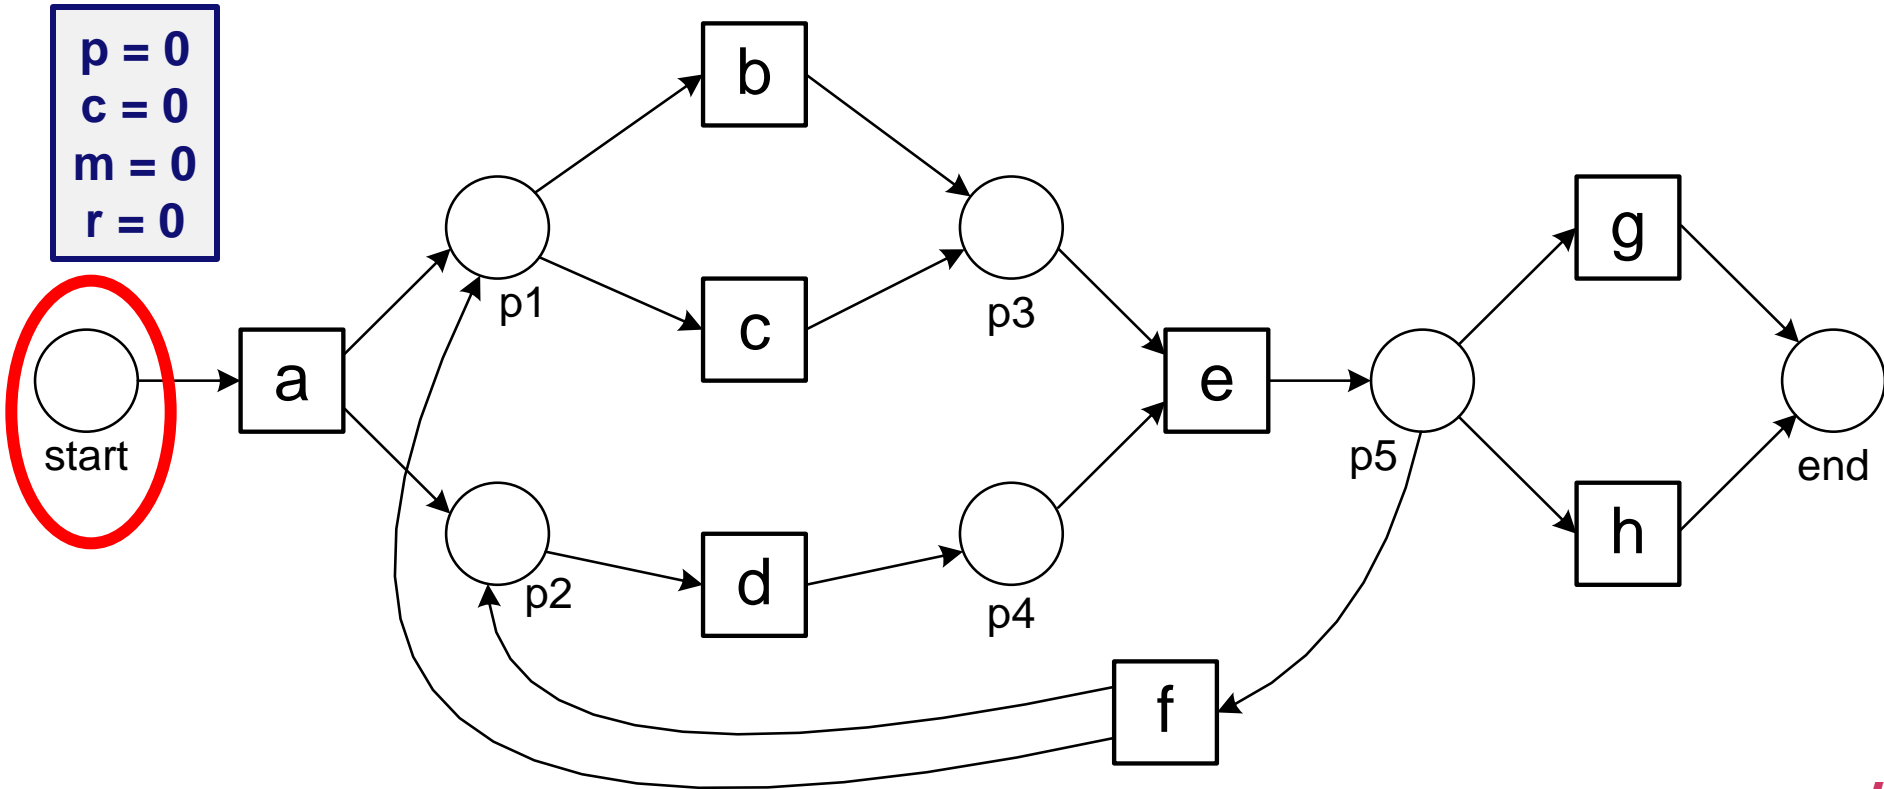 p = 0
c = 0
m = 0
r = 0
b
p1
c
p3
g
start
a
e
p5
end
p2
d
p4
h
f